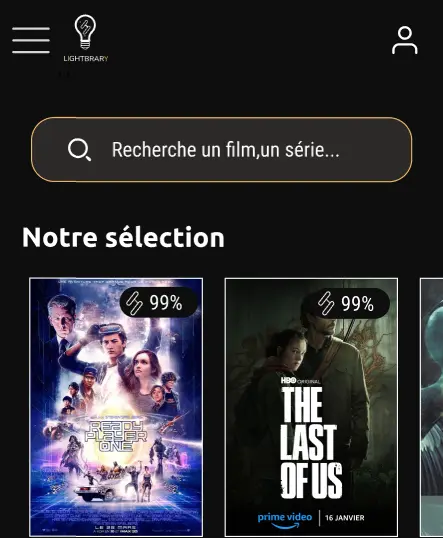 LIGHTBRARY
Recherche un film,un série...
Notre sélection
99%
99%
READY
PLAYER
ONE
LE 28 MARS
HBO ORIGINAL
THE
LAST
OF US
prime video | 16 JANVIER